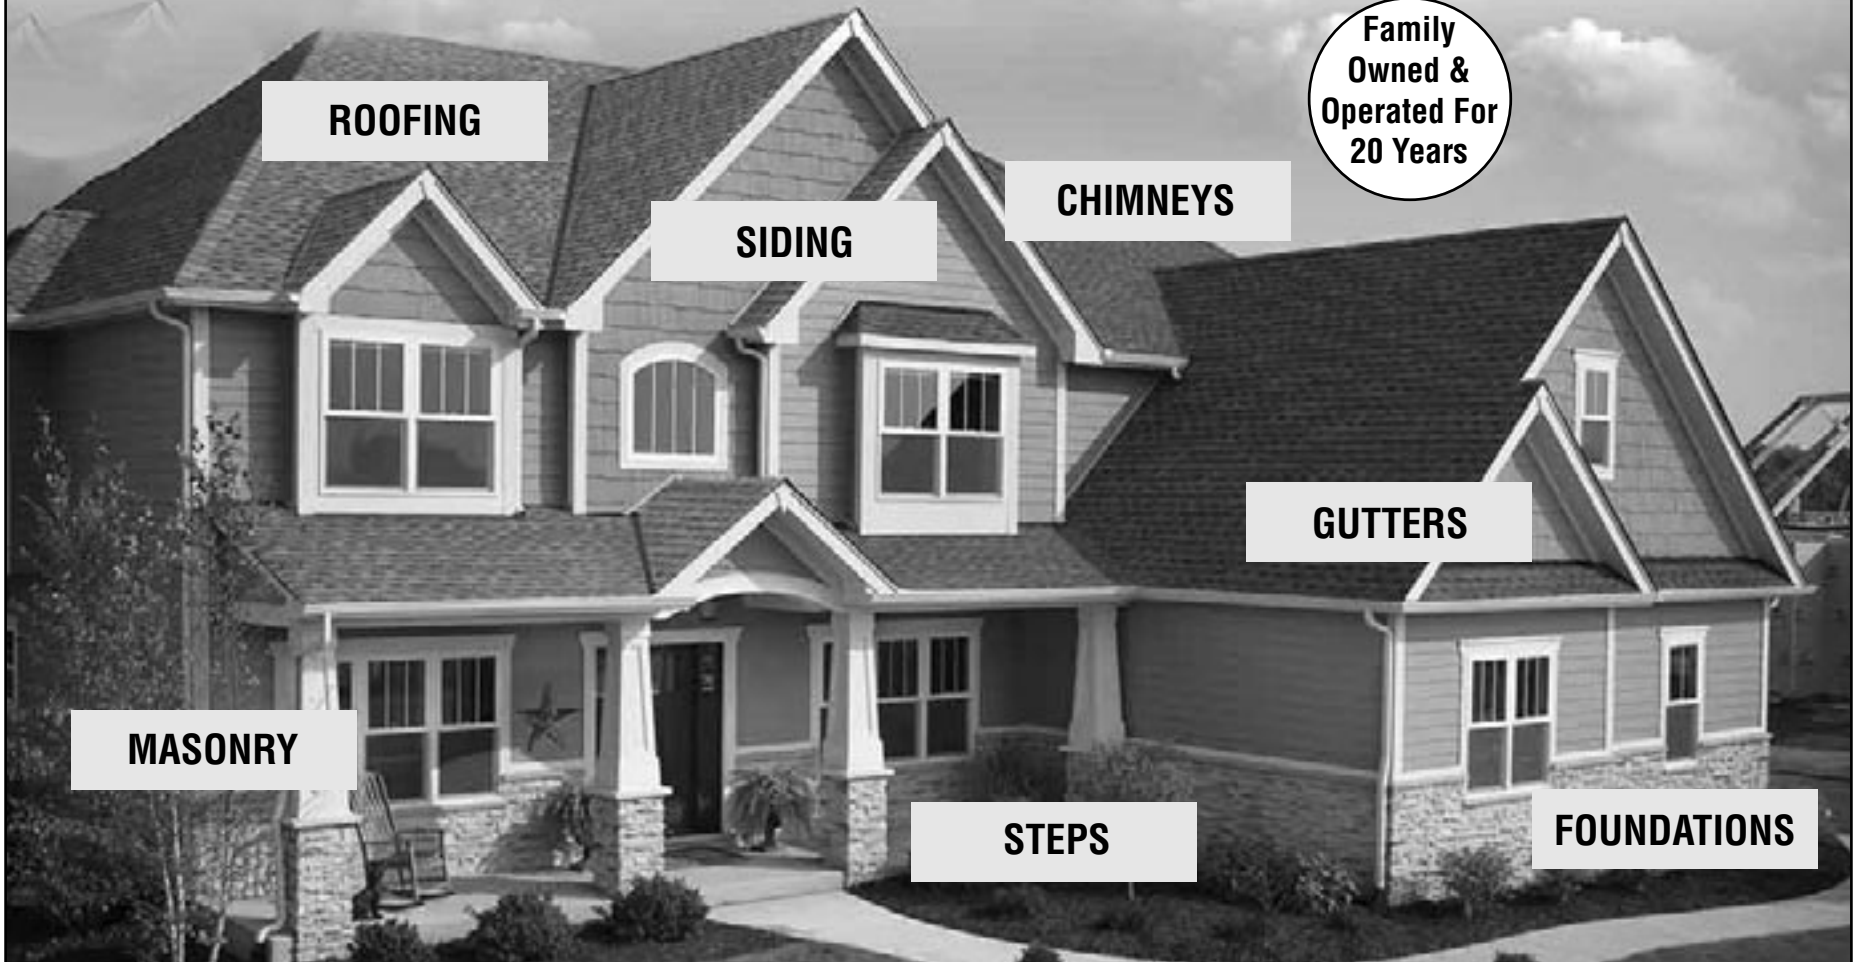 Family
Owned &
Operated For
20 Years
ROOFING
CHIMNEYS
SIDING
GUTTERS
MASONRY
STEPS
FOUNDATIONS